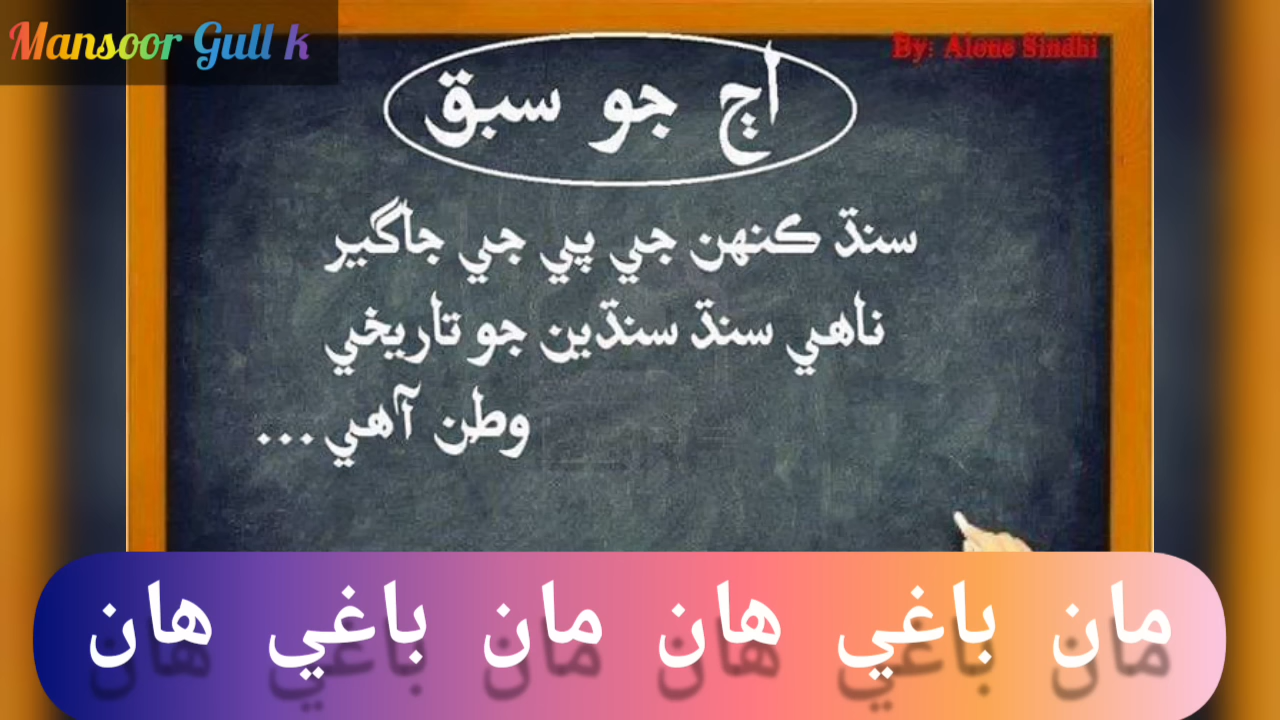 Mansoor Gull k
By: Alone Sindhi
اڄ جو سبق
سنڌ ڪنهن جي پيءُ جي جاگير
ناهي سنڌ سنڌين جو تاريخي
وطن آهي...
مان باغي هان مان باغي هان